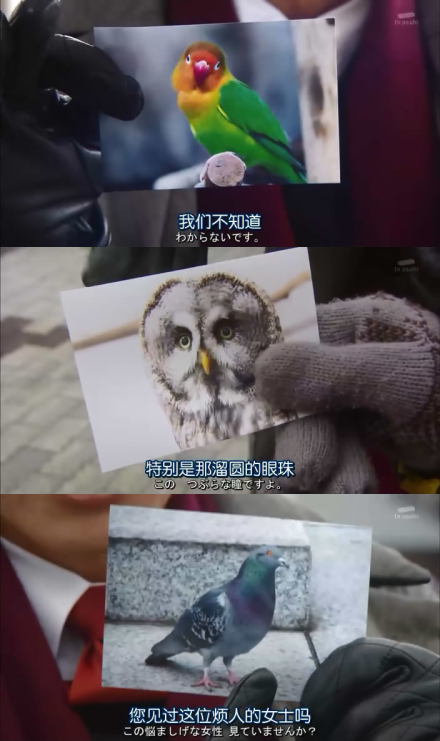 我们不知道
わからないです。
特别是那溜圆的眼珠
この つぶらな瞳ですよ。
您见过这位烦人的女士吗
この悩ましげな女性 見ていませんか?